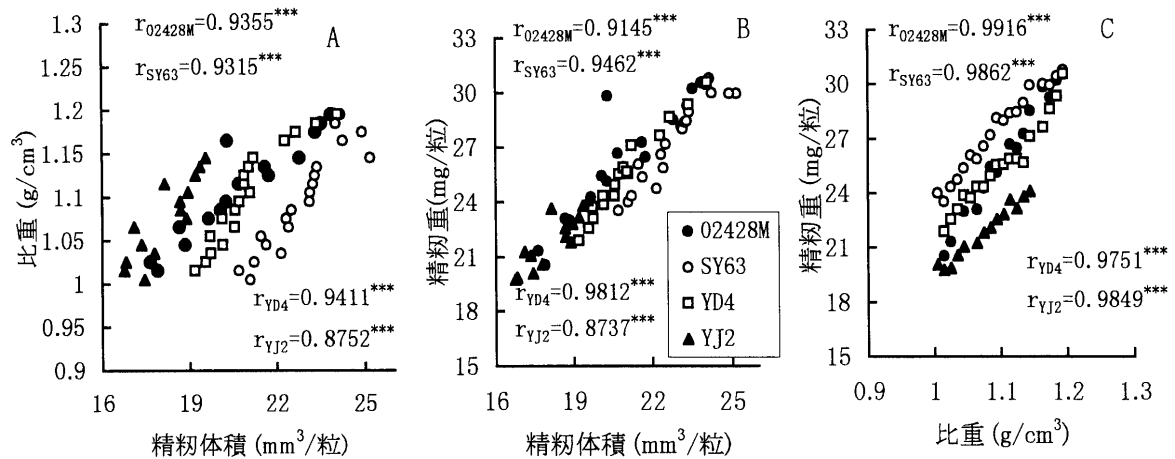 A
r02428M=0.9355***
rSY63=0.9315***
1.3
1.25
1.2
1.15
1.1
1.05
1
0.95
0.9
比重(g/cm³)
rYD4=0.9411***
rYJ2=0.8752***
16 19 22 25
精籾体積(mm³/粒)
B
r02428M=0.9145***
rSY63=0.9462***
33
30
27
24
21
18
15
精籾重(mg/粒)
02428M
SY63
YD4
YJ2
rYD4=0.9812***
rYJ2=0.8737***
16 19 22 25
精籾体積(mm³/粒)
C
r02428M=0.9916***
rSY63=0.9862***
33
30
27
24
21
18
15
精籾重(mg/粒)
rYD4=0.9751***
rYJ2=0.9849***
0.9 1 1.1 1.2 1.3
比重(g/cm³)